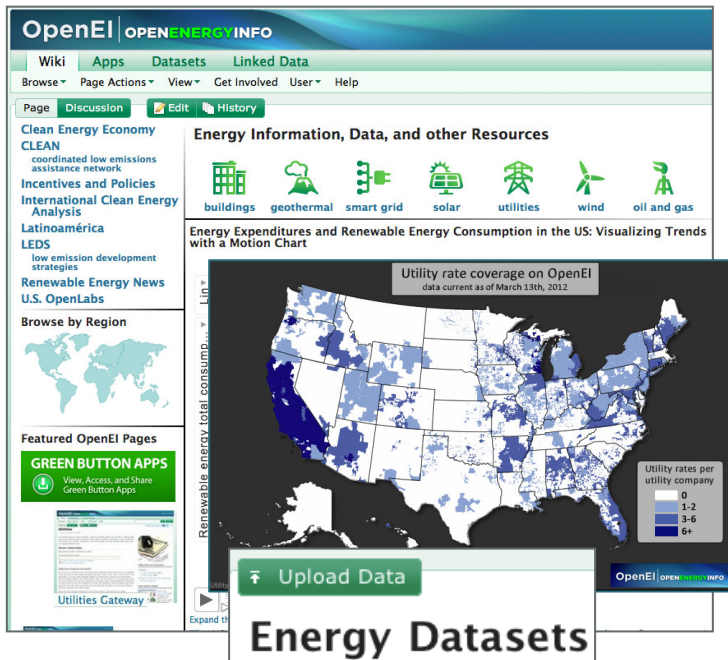 OpenEI OPENENERGYINFO
Wiki Apps Datasets Linked Data
Browse Page Actions View Get Involved User Help
Page Discussion Edit History
Clean Energy Economy
CLEAN
coordinated low emissions
assistance network
Incentives and Policies
International Clean Energy
Analysis
Latinoamérica
LEDS
low emission development
strategies
Renewable Energy News
U.S. OpenLabs
Browse by Region
Featured OpenEI Pages
GREEN BUTTON APPS
View, Access, and Share
Green Button Apps
Utilities Gateway
Energy Information, Data, and other Resources
buildings geothermal smart grid solar utilities wind oil and gas
Energy Expenditures and Renewable Energy Consumption in the US: Visualizing Trends
with a Motion Chart
Lin
Renewable energy total consump...
Utility rate coverage on OpenEI
data current as of March 13th, 2012
Utility rates per
utility company
0
1-2
3-6
6+
OpenEI OPENENERGYINFO
Utility
Expand th
Upload Data
Energy Datasets